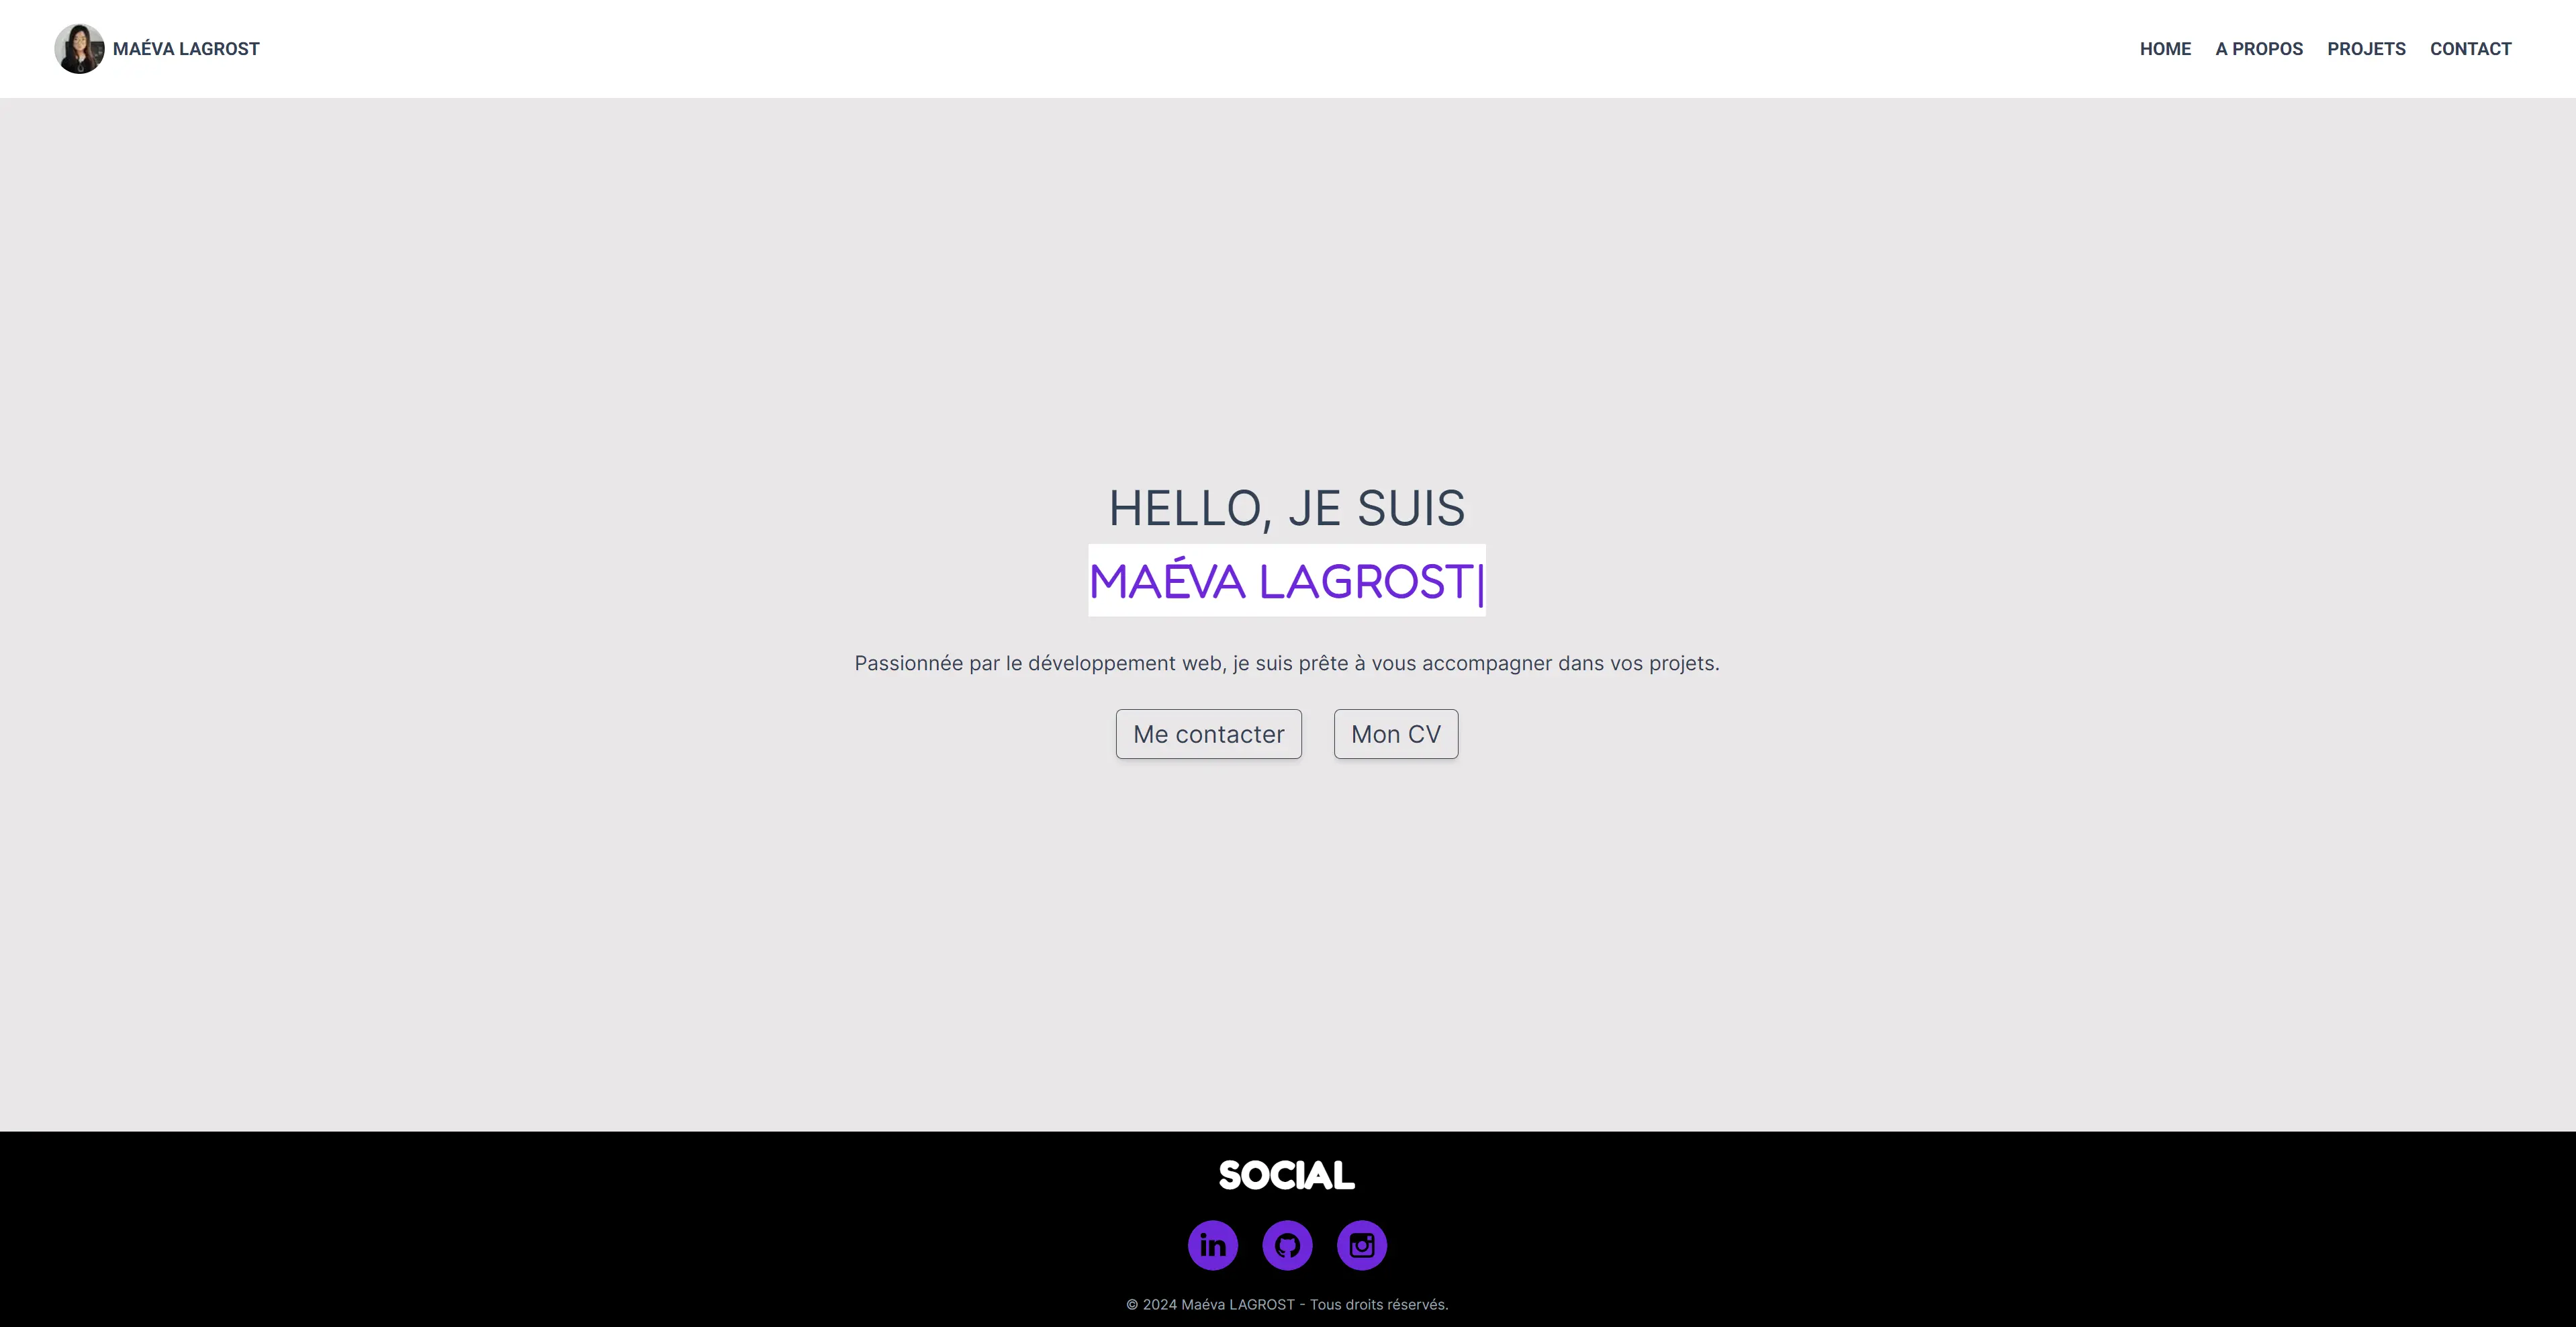 MAÉVA LAGROST
HOME A PROPOS PROJETS CONTACT
HELLO, JE SUIS
MAÉVA LAGROST|
Passionnée par le développement web, je suis prête à vous accompagner dans vos projets.
Me contacter Mon CV
SOCIAL
in
© 2024 Maéva LAGROST - Tous droits réservés.